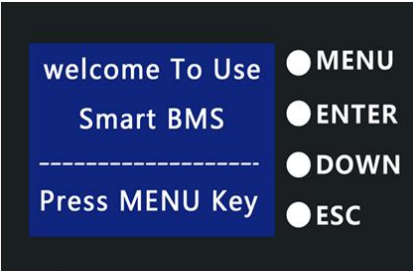 welcome To Use
Smart BMS
--------------------
Press MENU Key
MENU
ENTER
DOWN
ESC